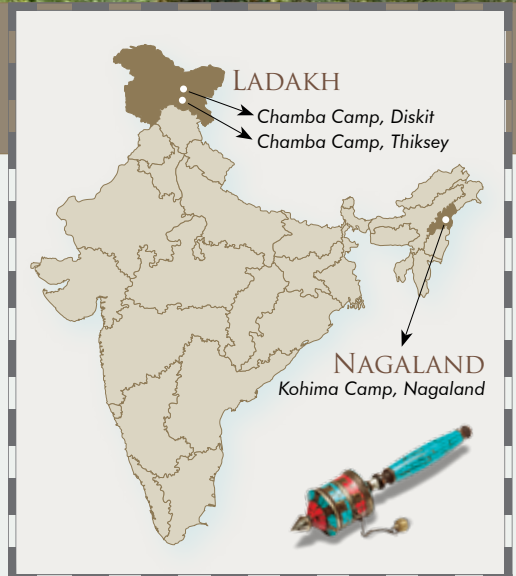 LADAKH
Chamba Camp, Diskit
Chamba Camp, Thiksey
NAGALAND
Kohima Camp, Nagaland